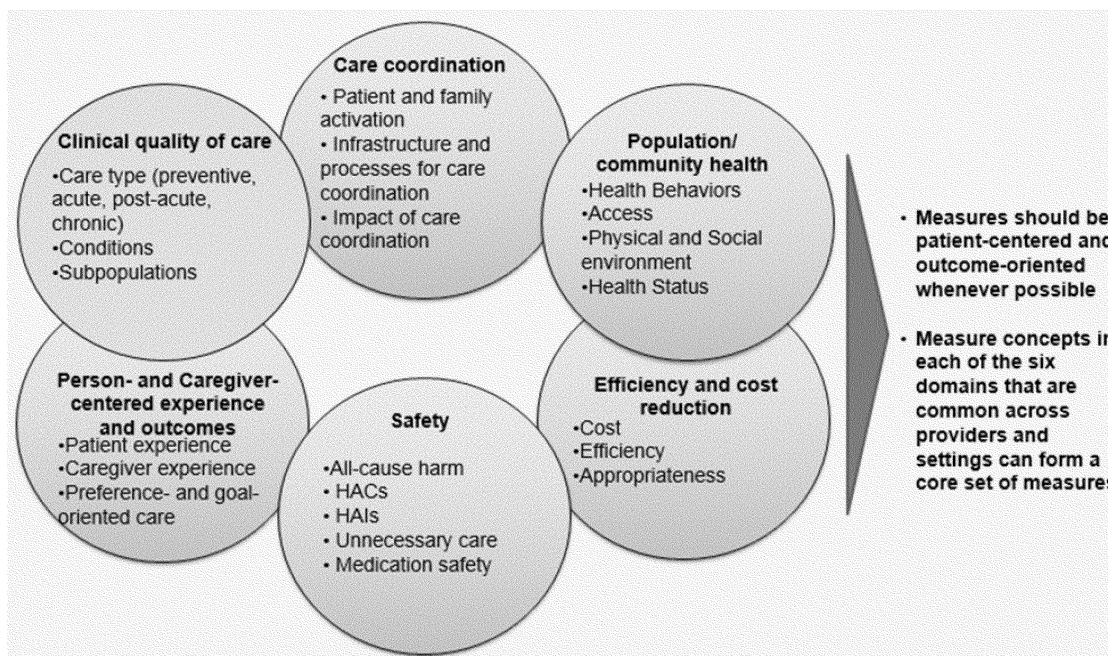 Care coordination
• Patient and family
activation
• Infrastructure and
processes for care
coordination
• Impact of care
coordination
Clinical quality of care
•Care type (preventive,
acute, post-acute,
chronic)
•Conditions
•Subpopulations
Population/
community health
•Health Behaviors
•Access
•Physical and Social
environment
•Health Status
Person- and Caregiver-
centered experience
and outcomes
•Patient experience
•Caregiver experience
•Preference- and goal-
oriented care
Safety
•All-cause harm
• HACs
• HAIs
• Unnecessary care
• Medication safety
Efficiency and cost
reduction
•Cost
•Efficiency
•Appropriateness
• Measures should be
patient-centered and
outcome-oriented
whenever possible
• Measure concepts in
each of the six
domains that are
common across
providers and
settings can form a
core set of measures